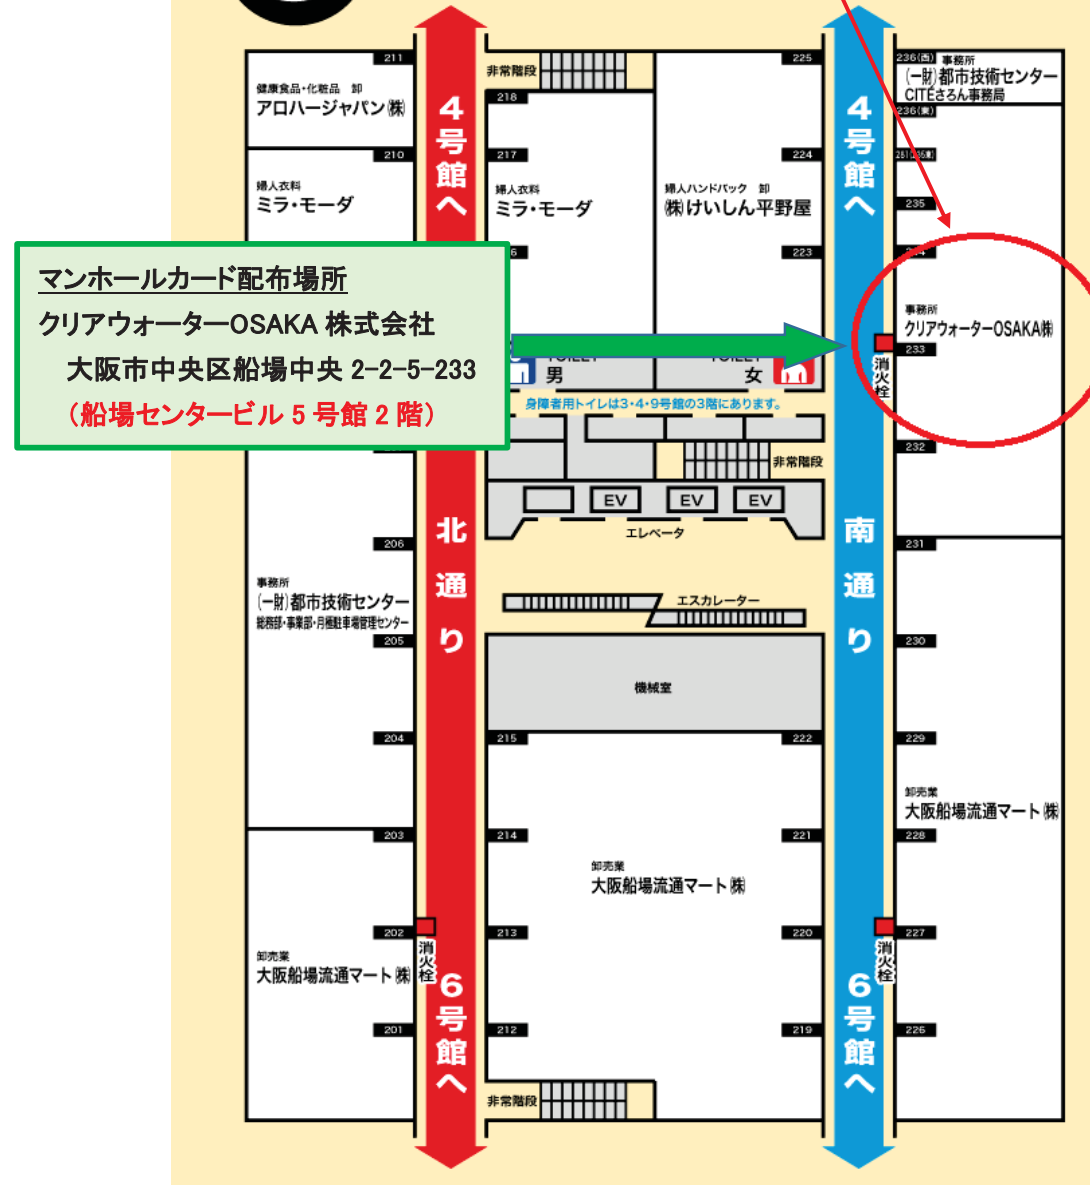 211
健康食品・化粧品 卸
アロハージャパン㈱
210
婦人衣料
ミラ・モーダ
4号館へ
非常階段
218
217
婦人衣料
ミラ・モーダ
225
224
婦人ハンドバック 卸
㈱けいしん平野屋
223
4号館へ
236(西)
事務所
(一財)都市技術センター
CITÉさろん事務局
236(東)
235
事務所
クリアウォーターOSAKA㈱
233
消火栓
232
マンホールカード配布場所
クリアウォーターOSAKA 株式会社
大阪市中央区船場中央 2-2-5-233
（船場センタービル 5 号館 2 階）
男
女
身障者用トイレは3・4・9号館の3階にあります。
非常階段
EV
EV
EV
エレベータ
北通り
南通り
206
事務所
(一財)都市技術センター
総務部・事業部・月極駐車場管理センター
205
エスカレーター
231
230
機械室
204
215
222
229
卸売業
大阪船場流通マート㈱
203
214
221
228
卸売業
大阪船場流通マート㈱
202
消火栓
213
220
消火栓
227
卸売業
大阪船場流通マート㈱
6号館へ
6号館へ
201
212
219
226
非常階段